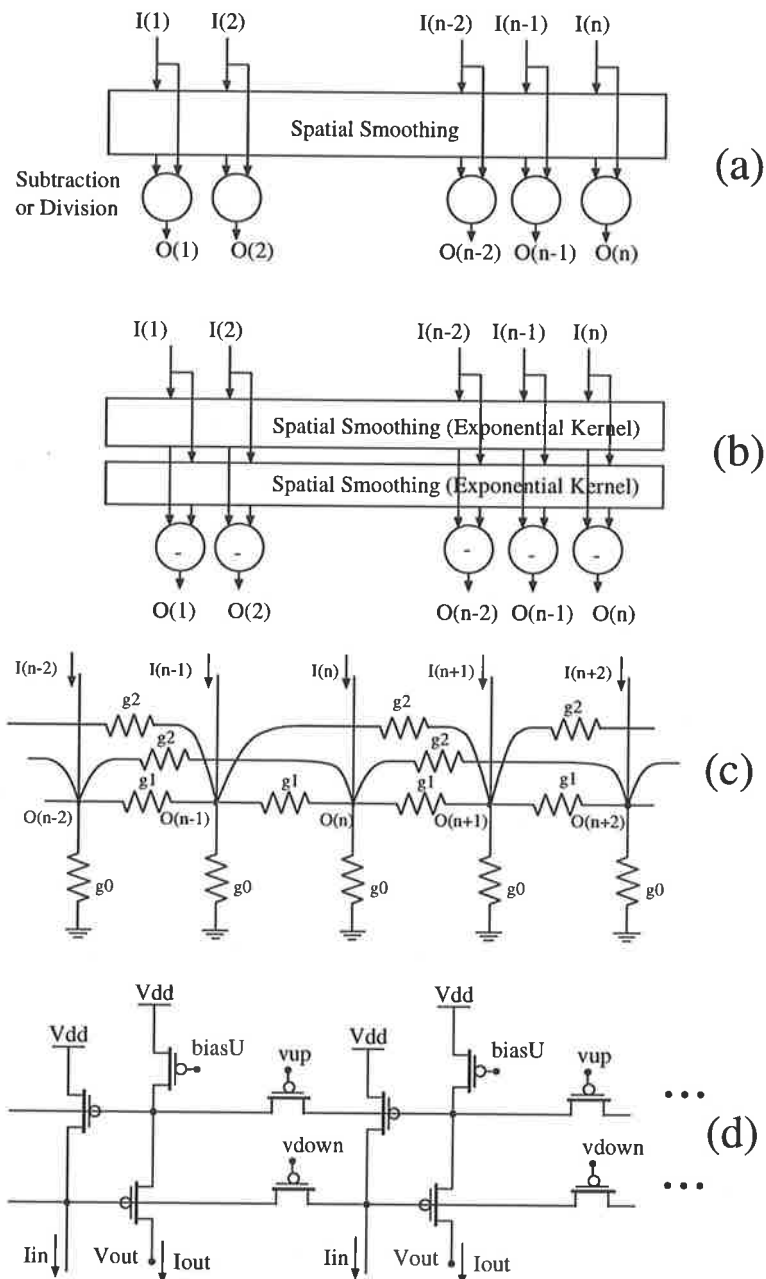 I(1) I(2) I(n-2) I(n-1) I(n)
Spatial Smoothing
(a)
Subtraction
or Division
O(1) O(2) O(n-2) O(n-1) O(n)
I(1) I(2) I(n-2) I(n-1) I(n)
Spatial Smoothing (Exponential Kernel)
(b)
Spatial Smoothing (Exponential Kernel)
- - - - -
O(1) O(2) O(n-2) O(n-1) O(n)
I(n-2) I(n-1) I(n) I(n+1) I(n+2)
g2 g2 g2
g2 g2
(c)
g1 g1 g1 g1
O(n-2) O(n-1) O(n) O(n+1) O(n+2)
g0 g0 g0 g0 g0
Vdd Vdd
Vdd biasU vup Vdd biasU vup
•••
(d)
vdown vdown
•••
Iin Vout Iout Iin Vout Iout